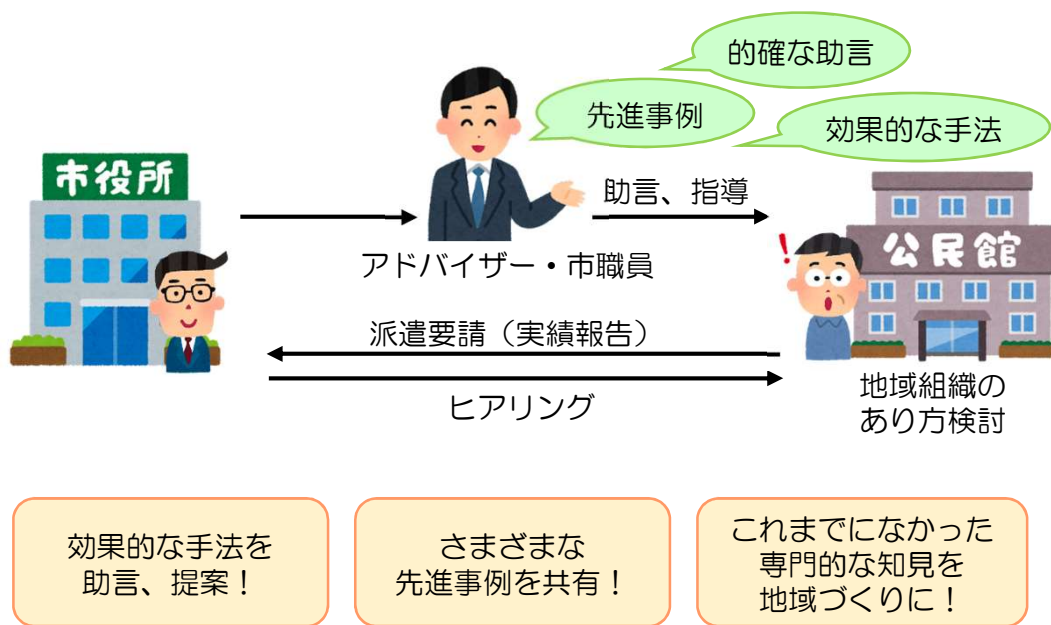 的確な助言
先進事例
効果的な手法
市役所
助言、指導
アドバイザー・市職員
公民館
派遣要請（実績報告）
ヒアリング
地域組織の
あり方検討
効果的な手法を
助言、提案！
さまざまな
先進事例を共有！
これまでになかった
専門的な知見を
地域づくりに！